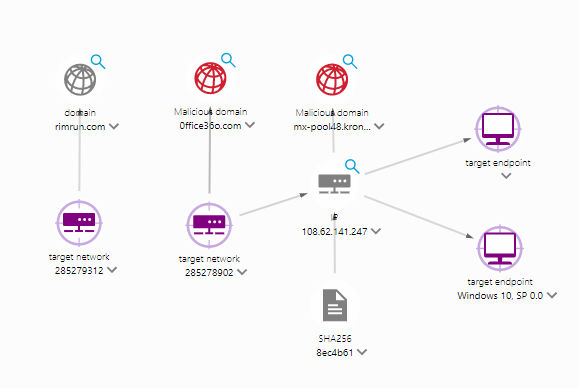 domain
rimrun.com
Malicious domain
0ffice36o.com
Malicious domain
mx-pool48.kron...
target endpoint
target network
285279312
target network
285278902
IP
108.62.141.247
target endpoint
Windows 10, SP 0.0
SHA256
8ec4b61